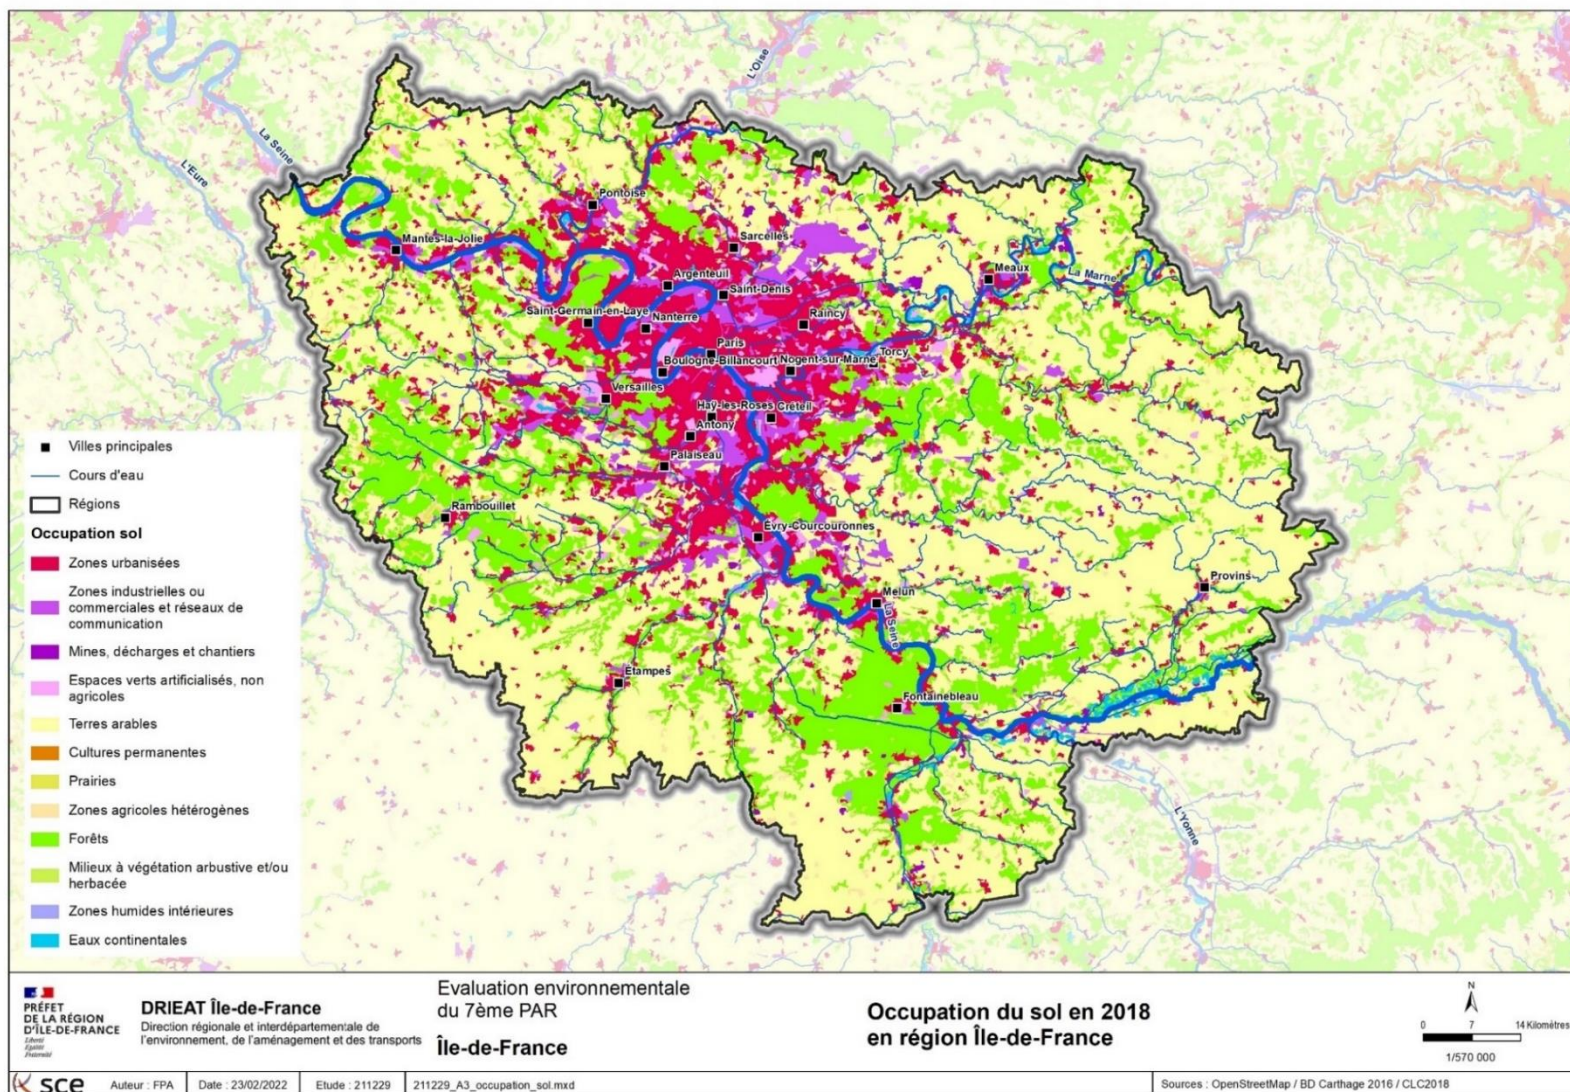 L'Oise
La Seine
L'Eure
Pontoise
Mantes-la-Jolie
Sarcelles
Argenteuil
Saint-Denis
Meaux
La Marne
Saint-Germain-en-Laye
Nanterre
Raincy
Paris
Boulogne-Billancourt
Nogent-sur-Marne
Torcy
Versailles
Haÿ-les-Roses
Créteil
Antony
Palaiseau
Rambouillet
Évry-Courcouronnes
Melun
La Seine
Provins
Étampes
Fontainebleau
L'Yonne
Villes principales
Cours d'eau
Régions
Occupation sol
Zones urbanisées
Zones industrielles ou
commerciales et réseaux de
communication
Mines, décharges et chantiers
Espaces verts artificialisés, non
agricoles
Terres arables
Cultures permanentes
Prairies
Zones agricoles hétérogènes
Forêts
Milieux à végétation arbustive et/ou
herbacée
Zones humides intérieures
Eaux continentales
PRÉFET
DE LA RÉGION
D'ÎLE-DE-FRANCE
Liberté
Égalité
Fraternité
DRIEAT Île-de-France
Direction régionale et interdépartementale de
l'environnement, de l'aménagement et des transports
Evaluation environnementale
du 7ème PAR
Île-de-France
Occupation du sol en 2018
en région Île-de-France
N
0 7 14 Kilomètres
1/570 000
sce
Auteur : FPA
Date : 23/02/2022
Etude : 211229
211229_A3_occupation_sol.mxd
Sources : OpenStreetMap / BD Carthage 2016 / CLC2018